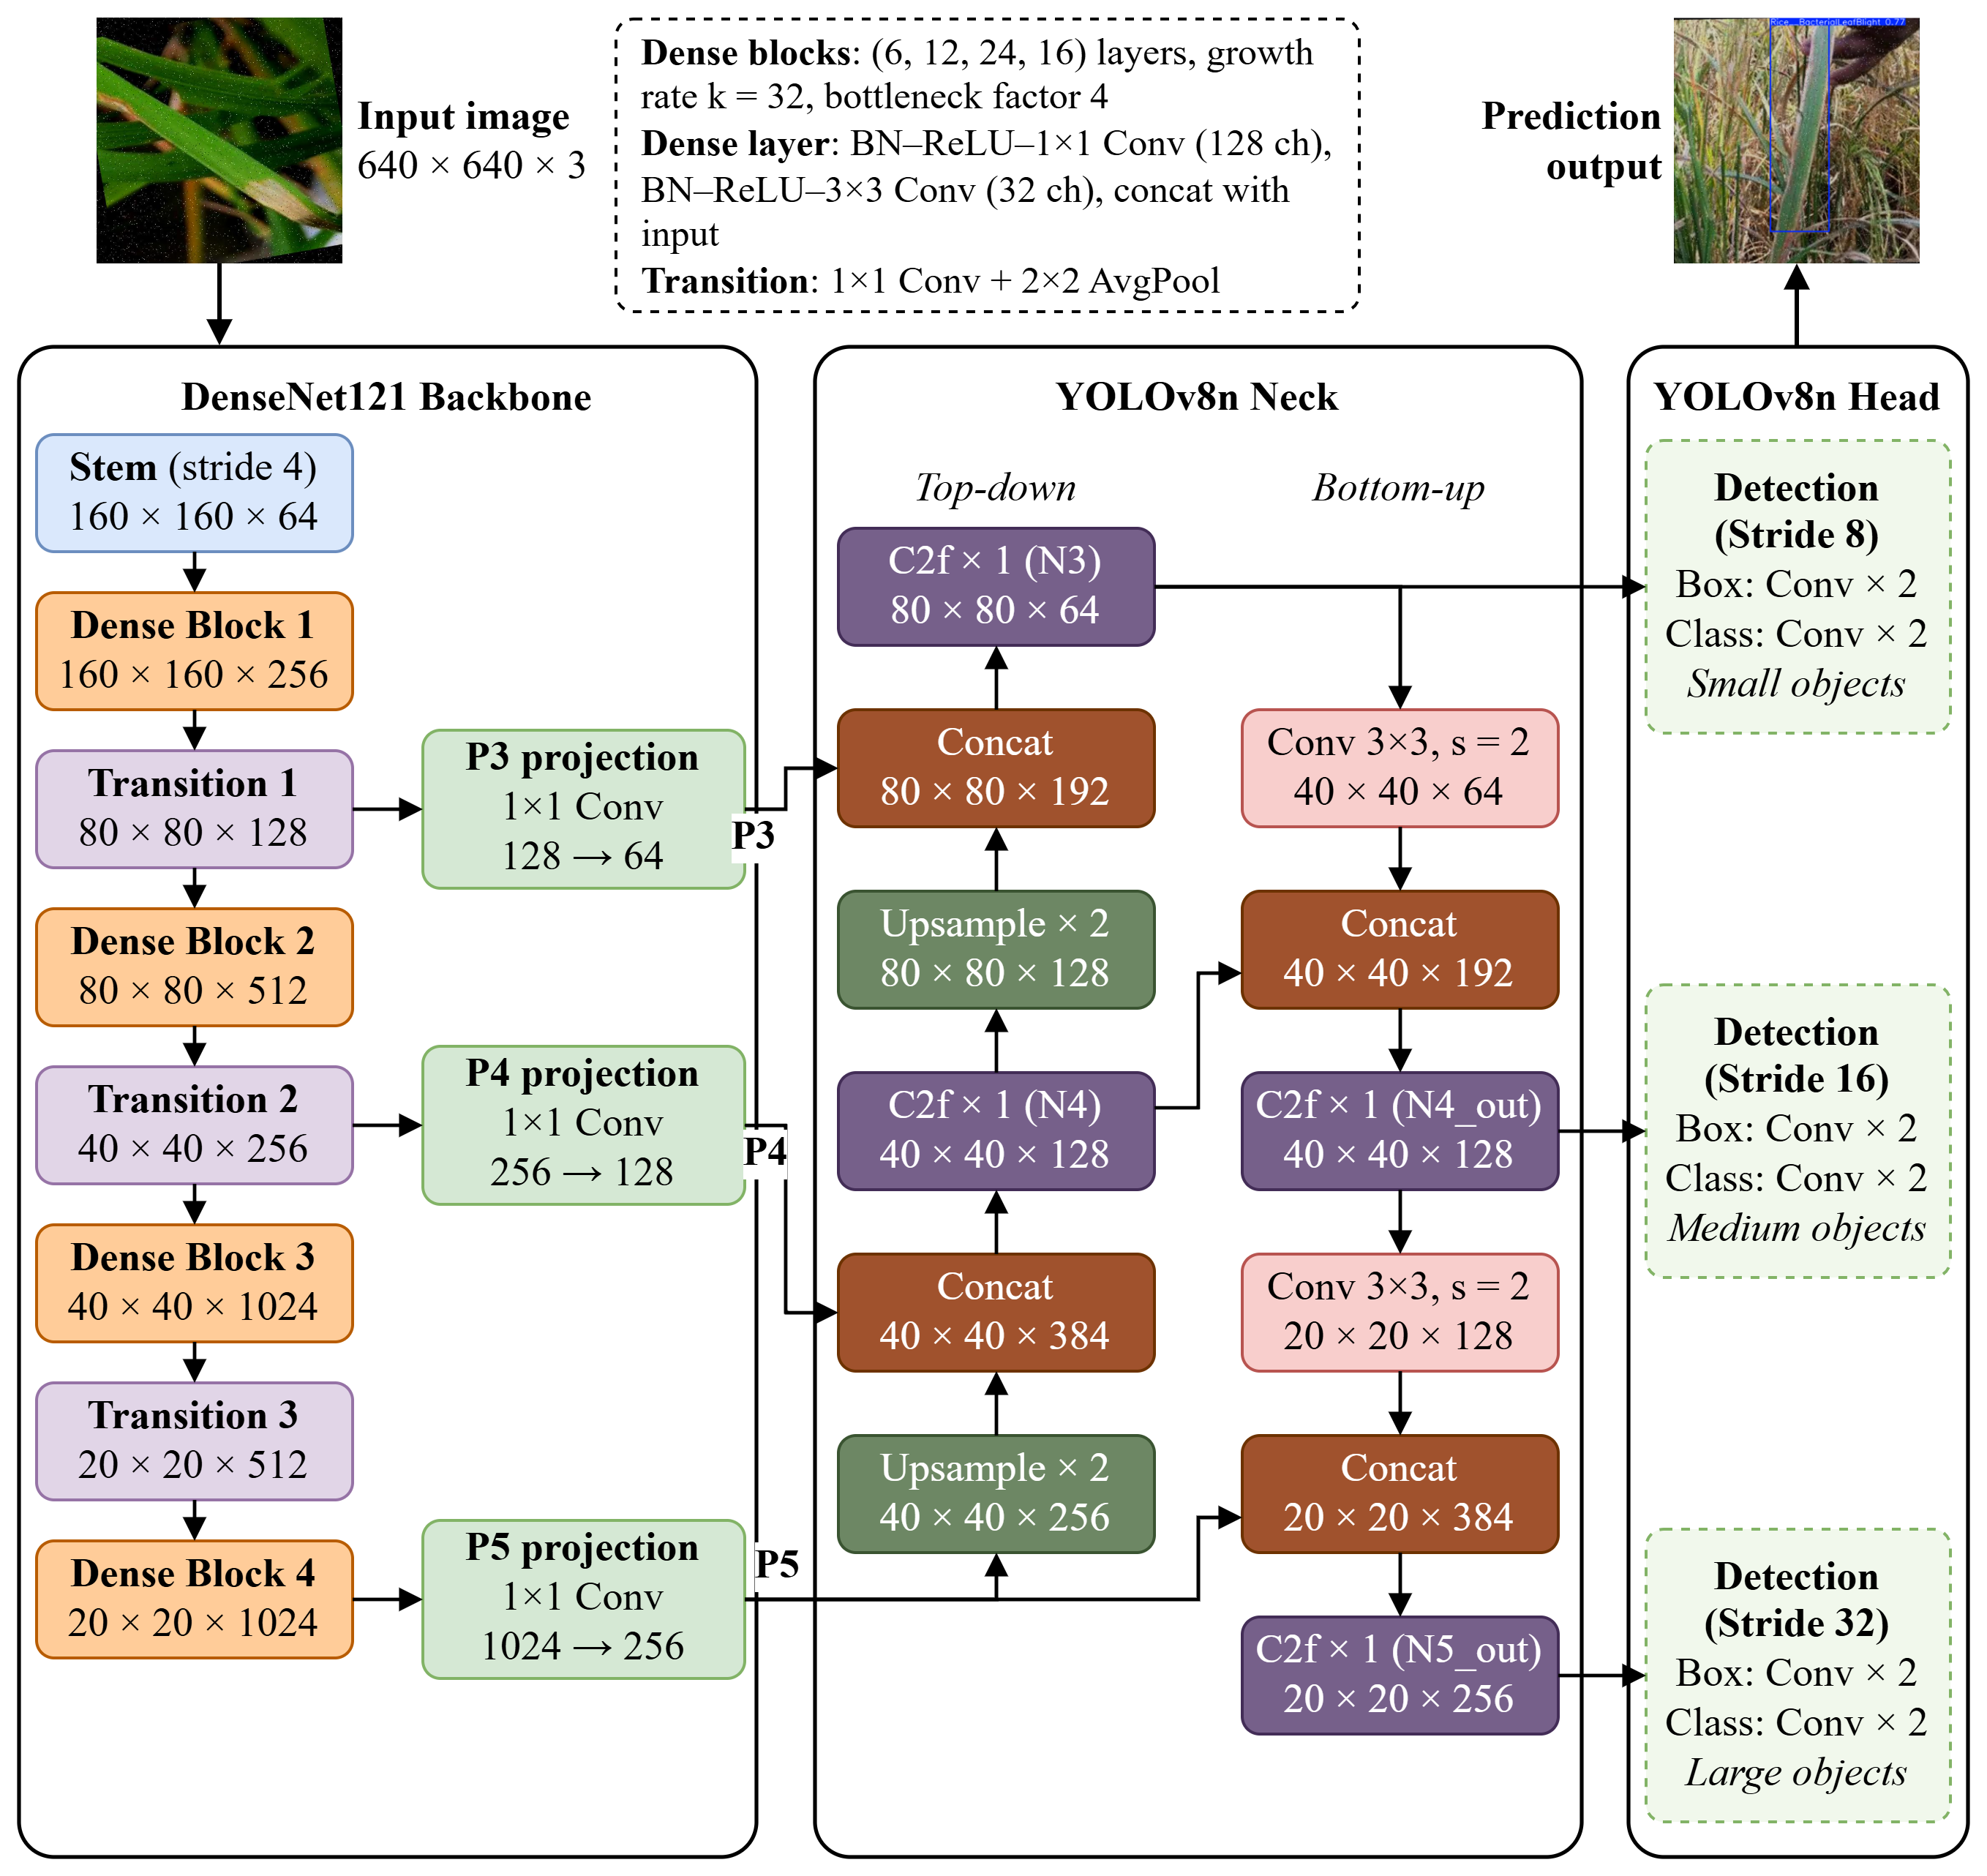 Input image
640 × 640 × 3
Dense blocks: (6, 12, 24, 16) layers, growth
rate k = 32, bottleneck factor 4
Dense layer: BN–ReLU–1×1 Conv (128 ch),
BN–ReLU–3×3 Conv (32 ch), concat with
input
Transition: 1×1 Conv + 2×2 AvgPool
Prediction
output
Rice__BacterialLeafBlight 0.77
DenseNet121 Backbone
Stem (stride 4)
160 × 160 × 64
Dense Block 1
160 × 160 × 256
Transition 1
80 × 80 × 128
Dense Block 2
80 × 80 × 512
Transition 2
40 × 40 × 256
Dense Block 3
40 × 40 × 1024
Transition 3
20 × 20 × 512
Dense Block 4
20 × 20 × 1024
P3 projection
1×1 Conv
128 → 64
P3
P4 projection
1×1 Conv
256 → 128
P4
P5 projection
1×1 Conv
1024 → 256
P5
YOLOv8n Neck
Top-down
C2f × 1 (N3)
80 × 80 × 64
Concat
80 × 80 × 192
Upsample × 2
80 × 80 × 128
C2f × 1 (N4)
40 × 40 × 128
Concat
40 × 40 × 384
Upsample × 2
40 × 40 × 256
Bottom-up
Conv 3×3, s = 2
40 × 40 × 64
Concat
40 × 40 × 192
C2f × 1 (N4_out)
40 × 40 × 128
Conv 3×3, s = 2
20 × 20 × 128
Concat
20 × 20 × 384
C2f × 1 (N5_out)
20 × 20 × 256
YOLOv8n Head
Detection
(Stride 8)
Box: Conv × 2
Class: Conv × 2
Small objects
Detection
(Stride 16)
Box: Conv × 2
Class: Conv × 2
Medium objects
Detection
(Stride 32)
Box: Conv × 2
Class: Conv × 2
Large objects